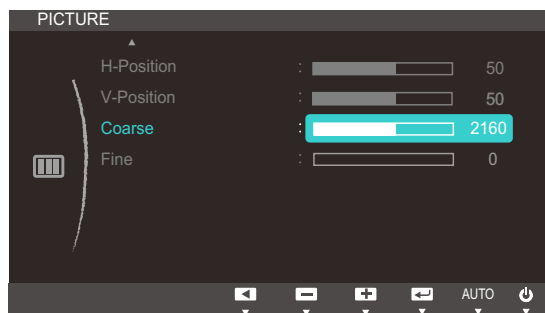 PICTURE
H-Position : 50
V-Position : 50
Coarse : 2160
Fine : 0
AUTO